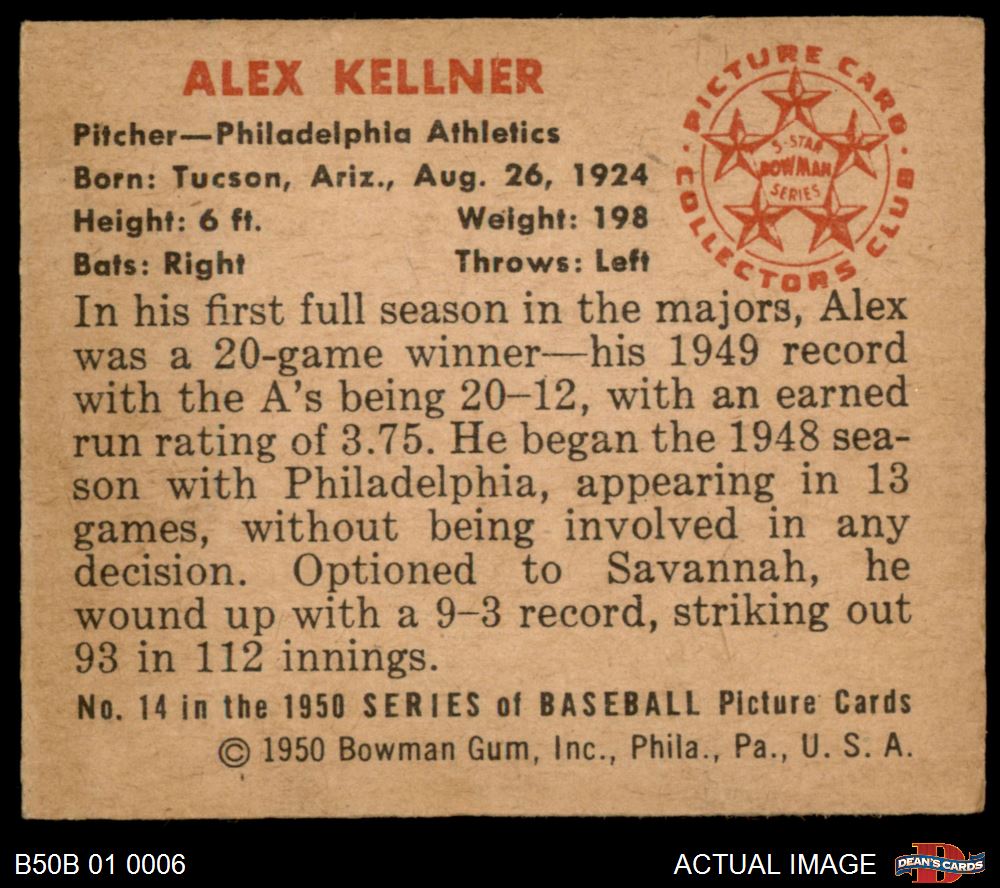 ALEX KELLNER
Pitcher—Philadelphia Athletics
Born: Tucson, Ariz., Aug. 26, 1924
Height: 6 ft. Weight: 198
Bats: Right Throws: Left
PICTURE CARD
COLLECTORS CLUB
5-STAR
BOWMAN
SERIES
In his first full season in the majors, Alex
was a 20-game winner—his 1949 record
with the A's being 20–12, with an earned
run rating of 3.75. He began the 1948 sea-
son with Philadelphia, appearing in 13
games, without being involved in any
decision. Optioned to Savannah, he
wound up with a 9–3 record, striking out
93 in 112 innings.
No. 14 in the 1950 SERIES of BASEBALL Picture Cards
© 1950 Bowman Gum, Inc., Phila., Pa., U. S. A.
B50B 01 0006
ACTUAL IMAGE
D
DEAN'S CARDS